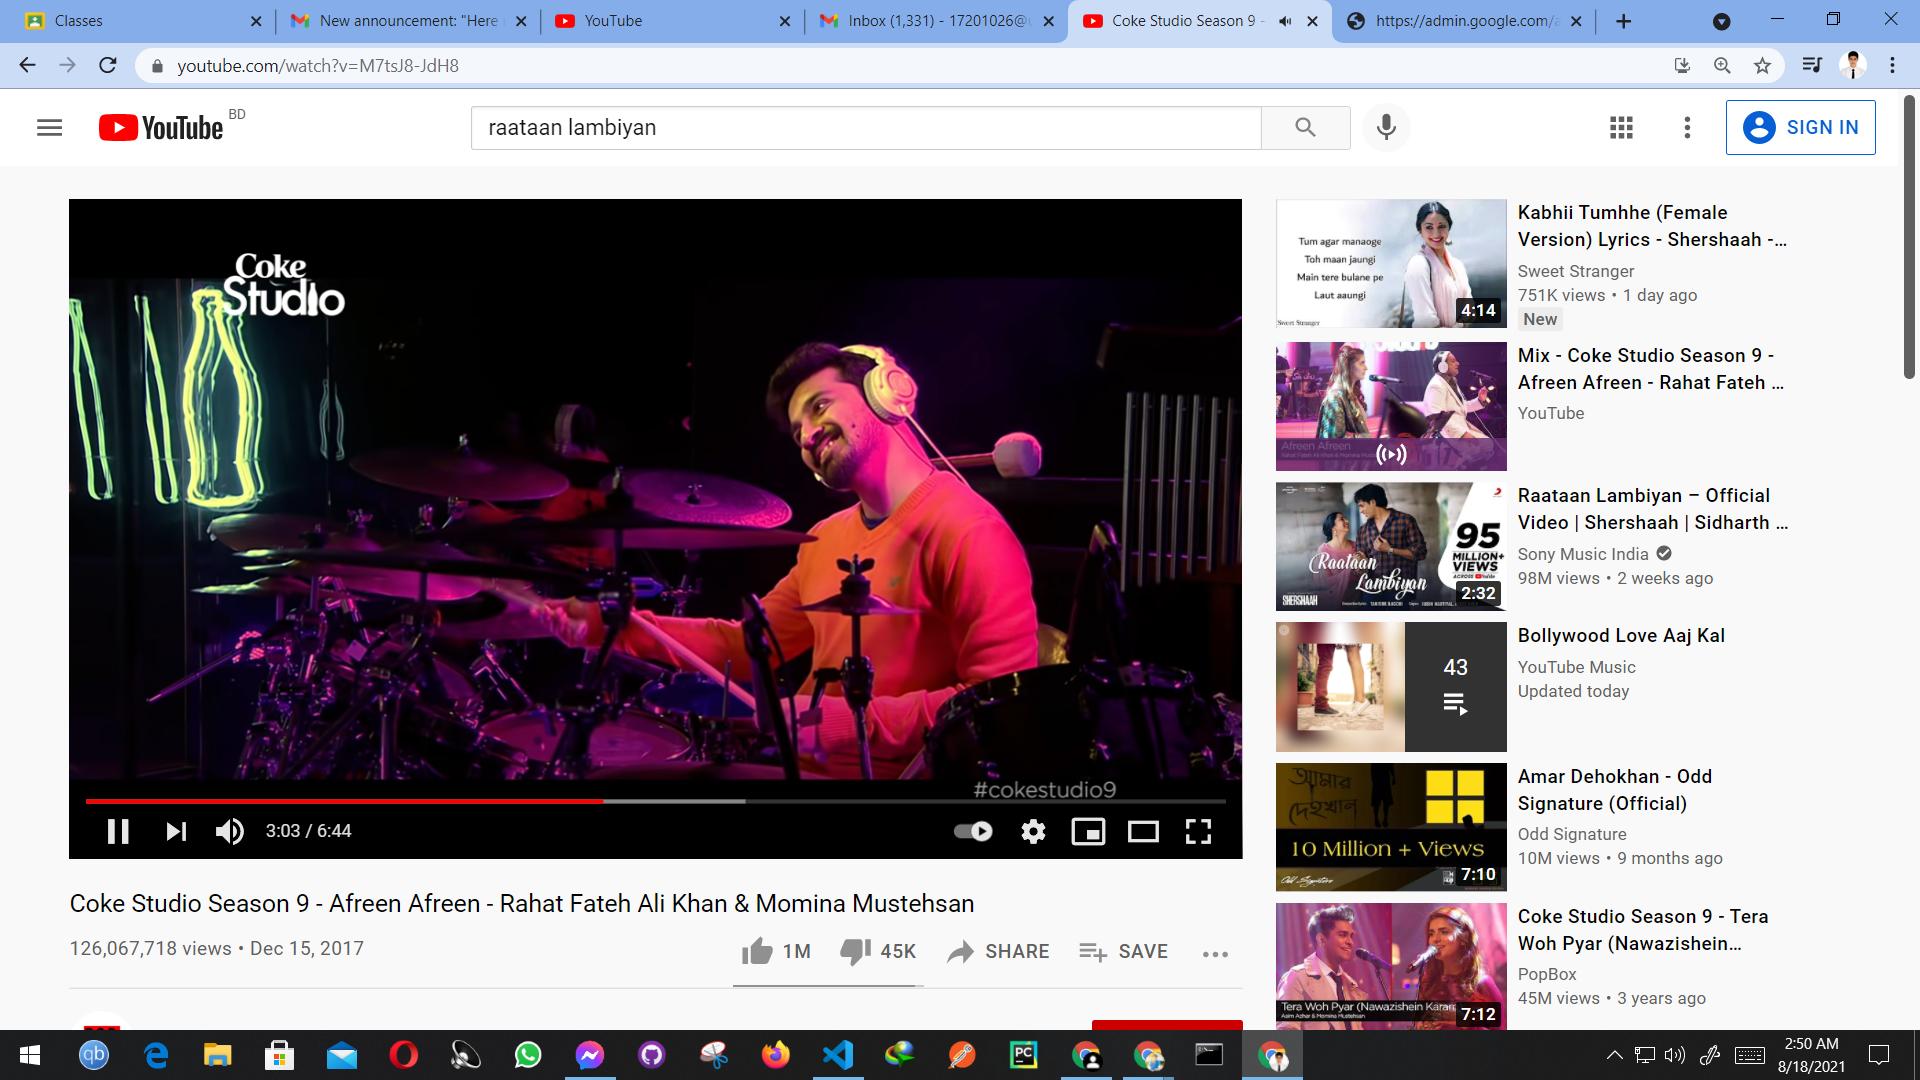 Classes
New announcement: "Here
YouTube
Inbox (1,331) - 17201026@
Coke Studio Season 9 -
https://admin.google.com/a
youtube.com/watch?v=M7tsJ8-JdH8
YouTube BD
raataan lambiyan
SIGN IN
Coke
Studio
#cokestudio9
3:03 / 6:44
Coke Studio Season 9 - Afreen Afreen - Rahat Fateh Ali Khan & Momina Mustehsan
126,067,718 views • Dec 15, 2017
1M
45K
SHARE
SAVE
Tum agar manaoge
Toh maan jaungi
Main tere bulane pe
Laut aaungi
Sweet Stranger
4:14
Kabhii Tumhhe (Female
Version) Lyrics - Shershaah -...
Sweet Stranger
751K views • 1 day ago
New
Afreen Afreen
Mix - Coke Studio Season 9 -
Afreen Afreen - Rahat Fateh ...
YouTube
95
MILLION+
VIEWS
Raataan
Lambiyan
SHERSHAAH
2:32
Raataan Lambiyan – Official
Video | Shershaah | Sidharth ...
Sony Music India
98M views • 2 weeks ago
43
Bollywood Love Aaj Kal
YouTube Music
Updated today
আমার
দেহখান
10 Million + Views
Odd Signature
7:10
Amar Dehokhan - Odd
Signature (Official)
Odd Signature
10M views • 9 months ago
Tera Woh Pyar (Nawazishein Karam
Asim Azhar & Momina Mustehsan
7:12
Coke Studio Season 9 - Tera
Woh Pyar (Nawazishein...
PopBox
45M views • 3 years ago
qb
PC
2:50 AM
8/18/2021